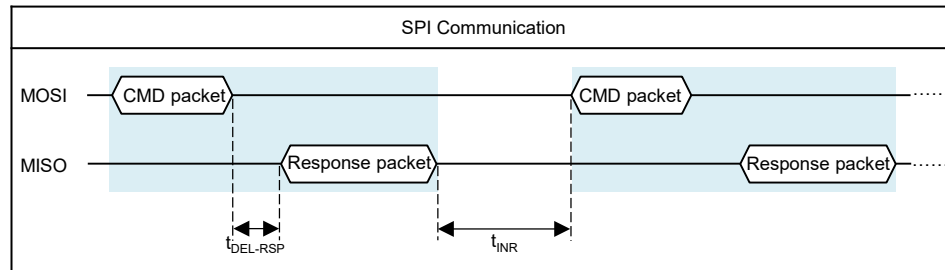 SPI Communication
MOSI CMD packet CMD packet
MISO Response packet Response packet
tDEL-RSP tINR